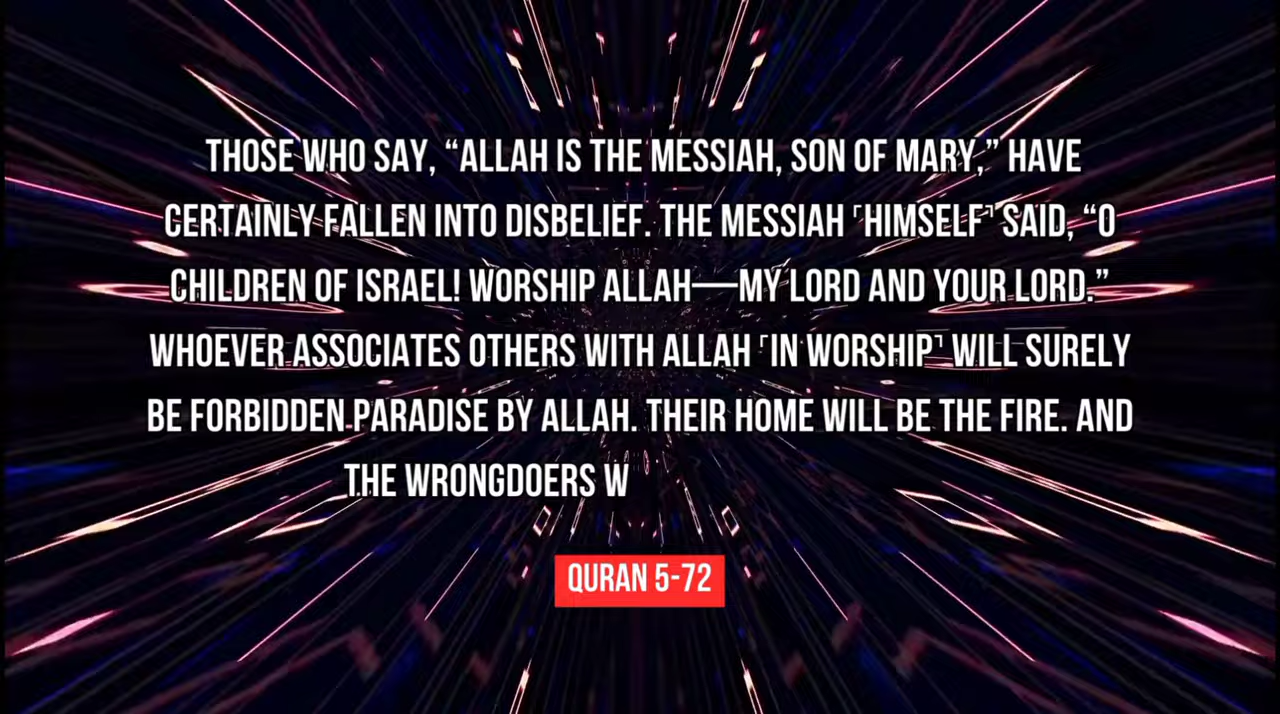 THOSE WHO SAY, “ALLAH IS THE MESSIAH, SON OF MARY,” HAVE
CERTAINLY FALLEN INTO DISBELIEF. THE MESSIAH ˹HIMSELF˺ SAID, “O
CHILDREN OF ISRAEL! WORSHIP ALLAH—MY LORD AND YOUR LORD.”
WHOEVER ASSOCIATES OTHERS WITH ALLAH ˹IN WORSHIP˺ WILL SURELY
BE FORBIDDEN PARADISE BY ALLAH. THEIR HOME WILL BE THE FIRE. AND
THE WRONGDOERS W
QURAN 5-72